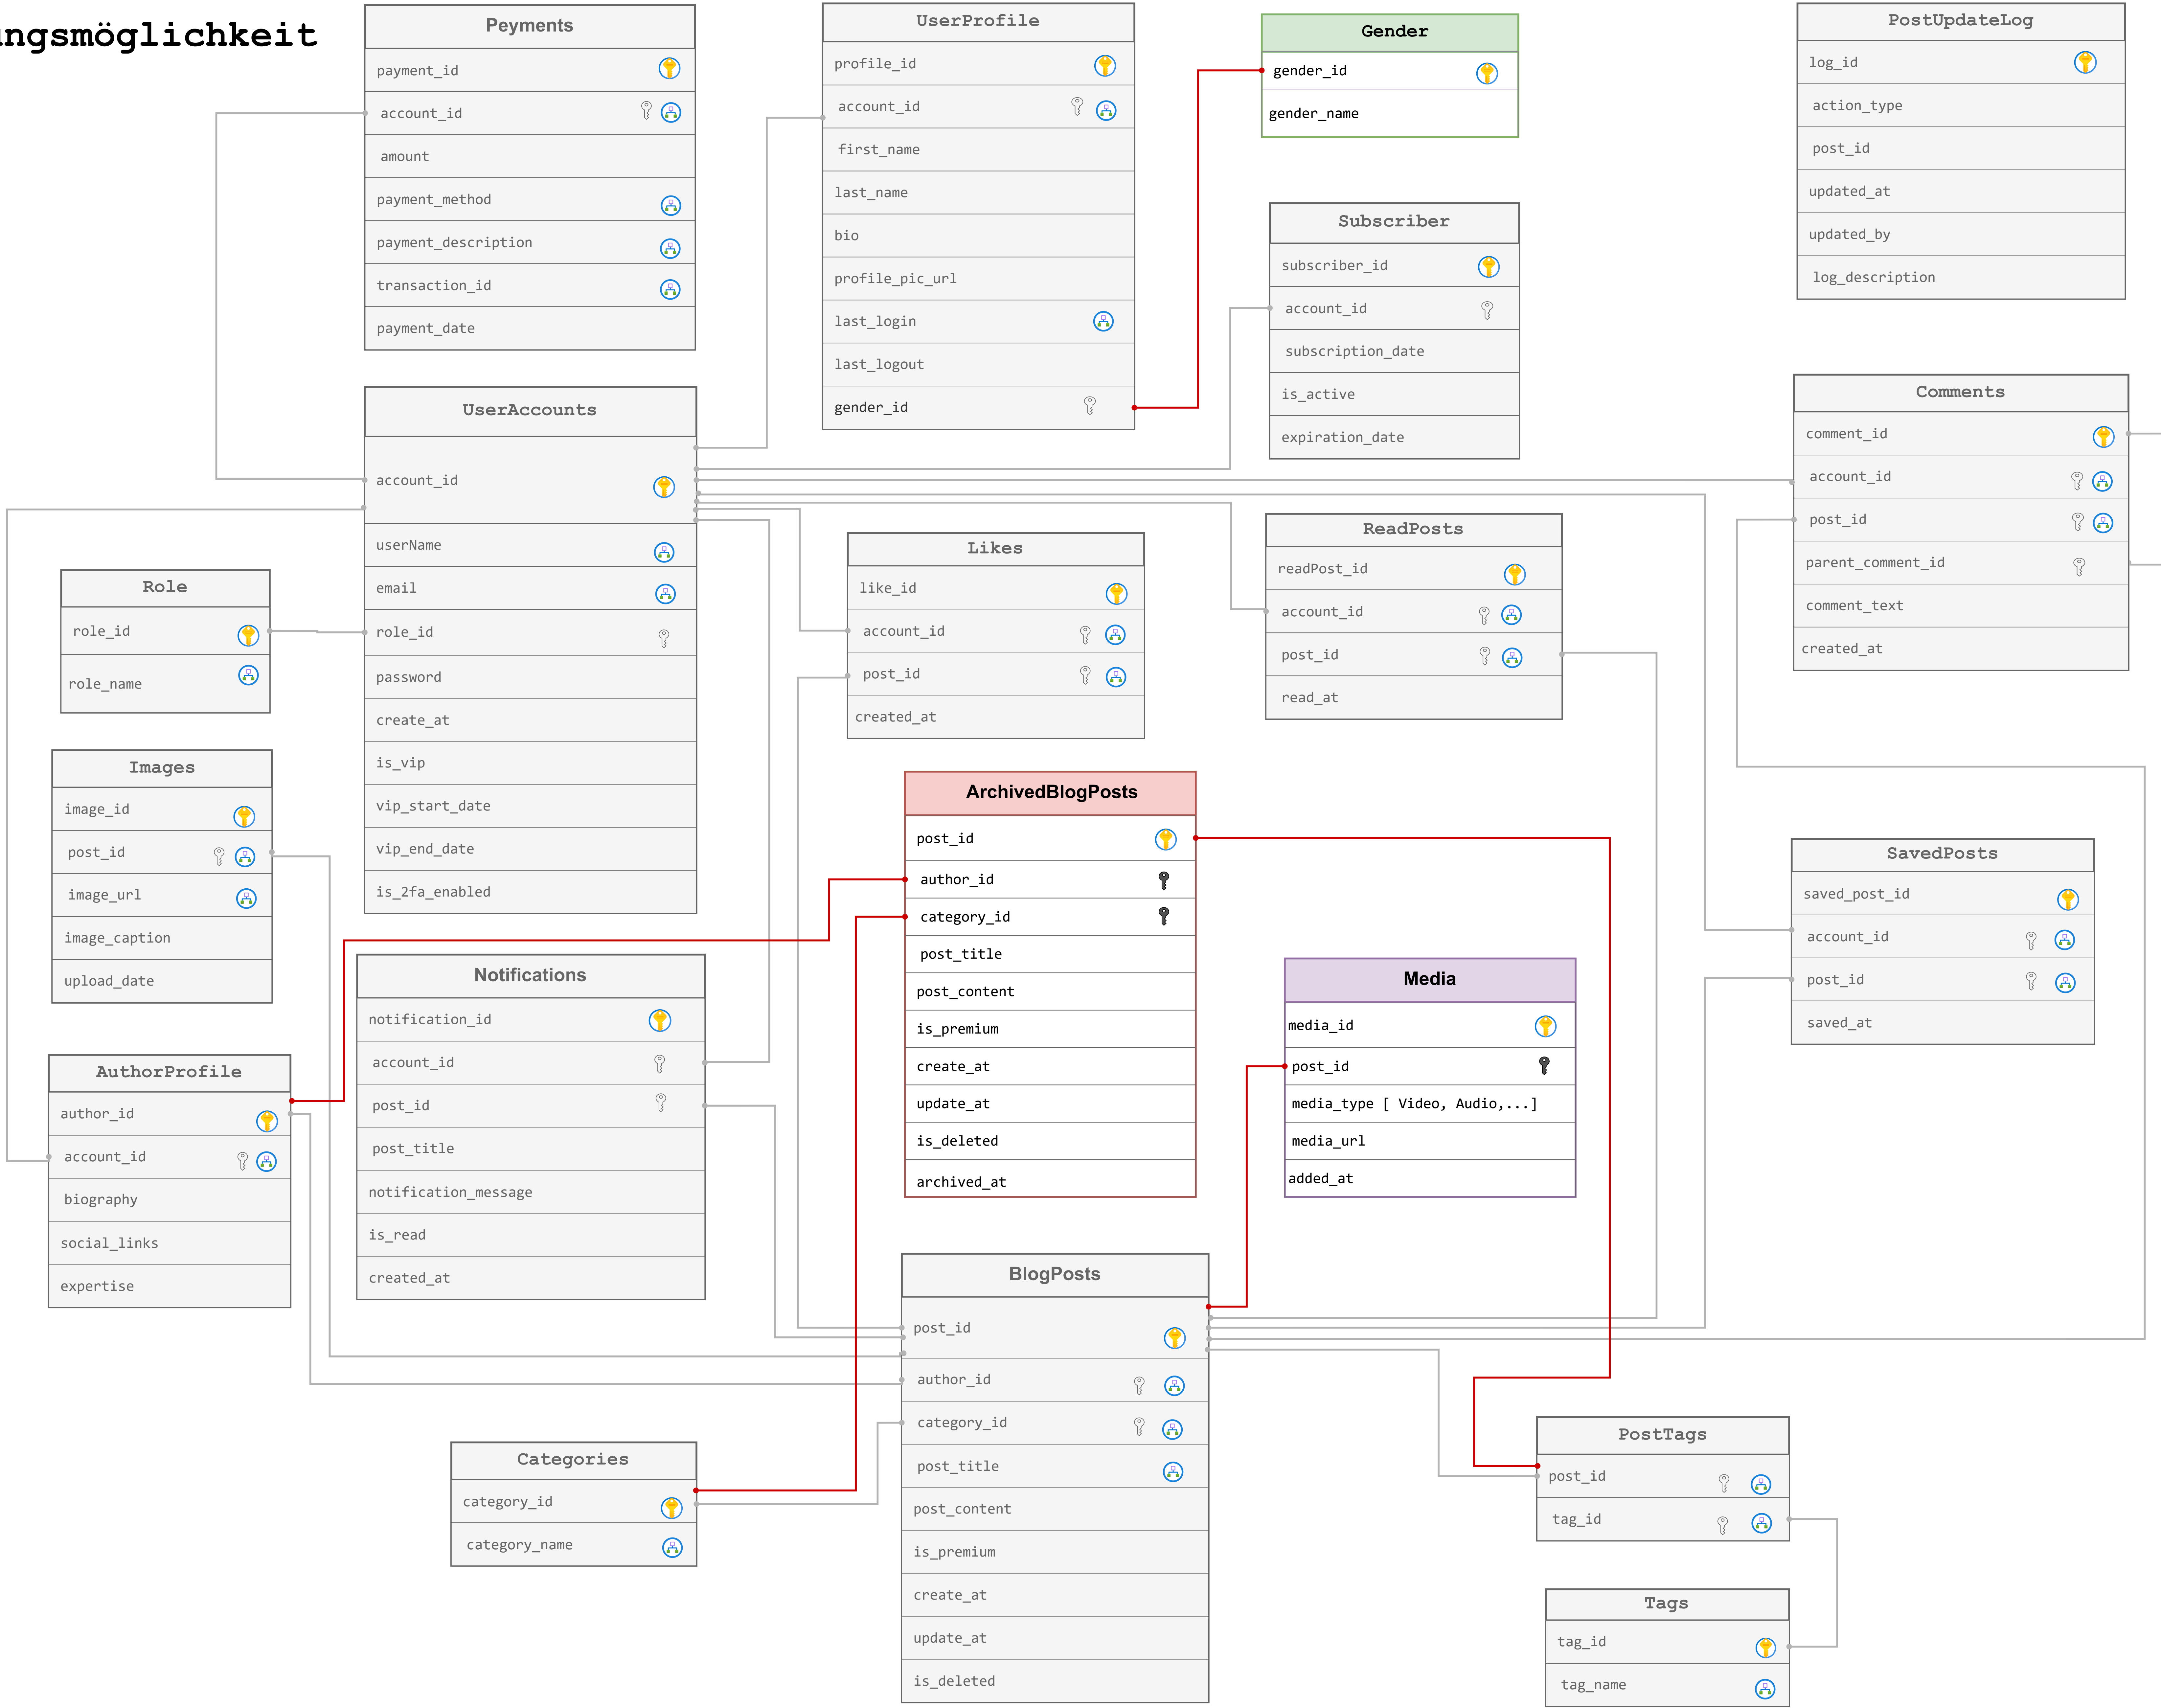 ungsmöglichkeit
Peyments
payment_id
account_id
amount
payment_method
payment_description
transaction_id
payment_date
UserProfile
profile_id
account_id
first_name
last_name
bio
profile_pic_url
last_login
last_logout
gender_id
Gender
gender_id
gender_name
PostUpdateLog
log_id
action_type
post_id
updated_at
updated_by
log_description
Subscriber
subscriber_id
account_id
subscription_date
is_active
expiration_date
UserAccounts
account_id
userName
email
role_id
password
create_at
is_vip
vip_start_date
vip_end_date
is_2fa_enabled
Comments
comment_id
account_id
post_id
parent_comment_id
comment_text
created_at
Role
role_id
role_name
Likes
like_id
account_id
post_id
created_at
ReadPosts
readPost_id
account_id
post_id
read_at
Images
image_id
post_id
image_url
image_caption
upload_date
ArchivedBlogPosts
post_id
author_id
category_id
post_title
post_content
is_premium
create_at
update_at
is_deleted
archived_at
SavedPosts
saved_post_id
account_id
post_id
saved_at
Notifications
notification_id
account_id
post_id
post_title
notification_message
is_read
created_at
Media
media_id
post_id
media_type [ Video, Audio,...]
media_url
added_at
AuthorProfile
author_id
account_id
biography
social_links
expertise
BlogPosts
post_id
author_id
category_id
post_title
post_content
is_premium
create_at
update_at
is_deleted
Categories
category_id
category_name
PostTags
post_id
tag_id
Tags
tag_id
tag_name